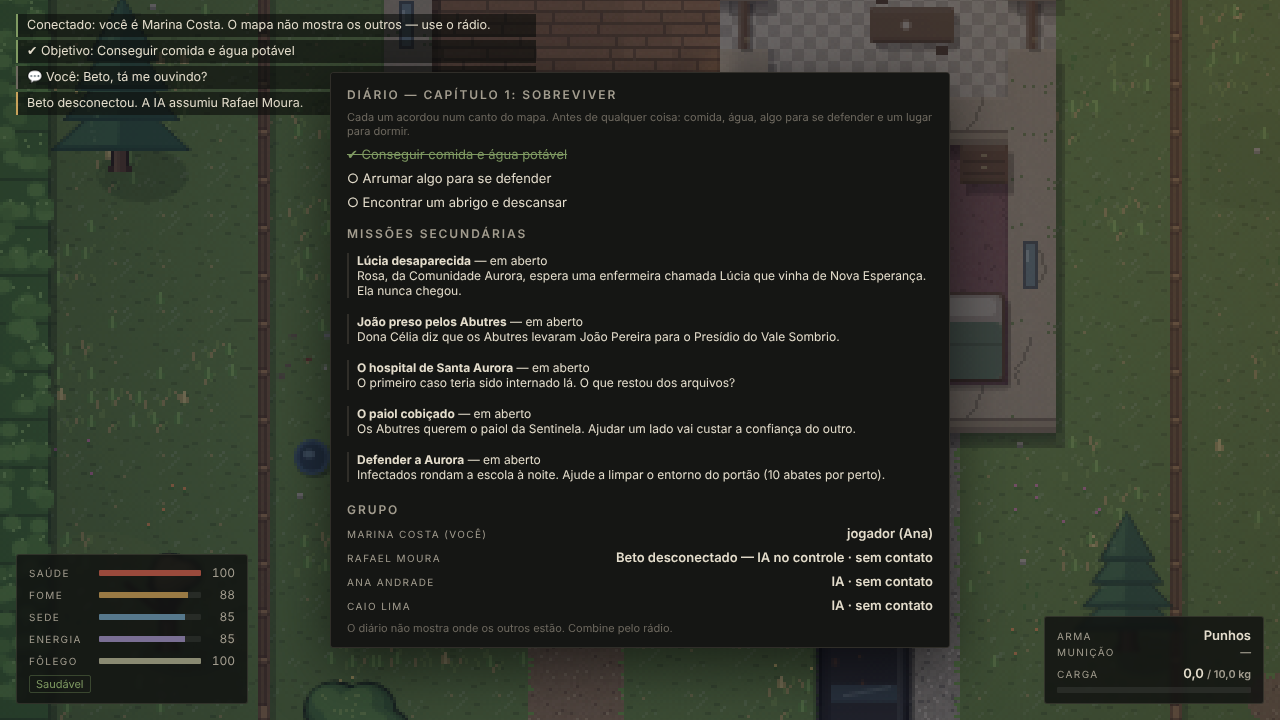 Conectado: você é Marina Costa. O mapa não mostra os outros — use o rádio.
✔ Objetivo: Conseguir comida e água potável
💬 Você: Beto, tá me ouvindo?
Beto desconectou. A IA assumiu Rafael Moura.
DIÁRIO — CAPÍTULO 1: SOBREVIVER
Cada um acordou num canto do mapa. Antes de qualquer coisa: comida, água, algo para se defender e um lugar
para dormir.
✔ Conseguir comida e água potável
○ Arrumar algo para se defender
○ Encontrar um abrigo e descansar
MISSÕES SECUNDÁRIAS
Lúcia desaparecida — em aberto
Rosa, da Comunidade Aurora, espera uma enfermeira chamada Lúcia que vinha de Nova Esperança.
Ela nunca chegou.
João preso pelos Abutres — em aberto
Dona Célia diz que os Abutres levaram João Pereira para o Presídio do Vale Sombrio.
O hospital de Santa Aurora — em aberto
O primeiro caso teria sido internado lá. O que restou dos arquivos?
O paiol cobiçado — em aberto
Os Abutres querem o paiol da Sentinela. Ajudar um lado vai custar a confiança do outro.
Defender a Aurora — em aberto
Infectados rondam a escola à noite. Ajude a limpar o entorno do portão (10 abates por perto).
GRUPO
MARINA COSTA (VOCÊ) jogador (Ana)
RAFAEL MOURA Beto desconectado — IA no controle · sem contato
ANA ANDRADE IA · sem contato
CAIO LIMA IA · sem contato
O diário não mostra onde os outros estão. Combine pelo rádio.
SAÚDE 100
FOME 88
SEDE 85
ENERGIA 85
FÔLEGO 100
Saudável
ARMA Punhos
MUNIÇÃO —
CARGA 0,0 / 10,0 kg